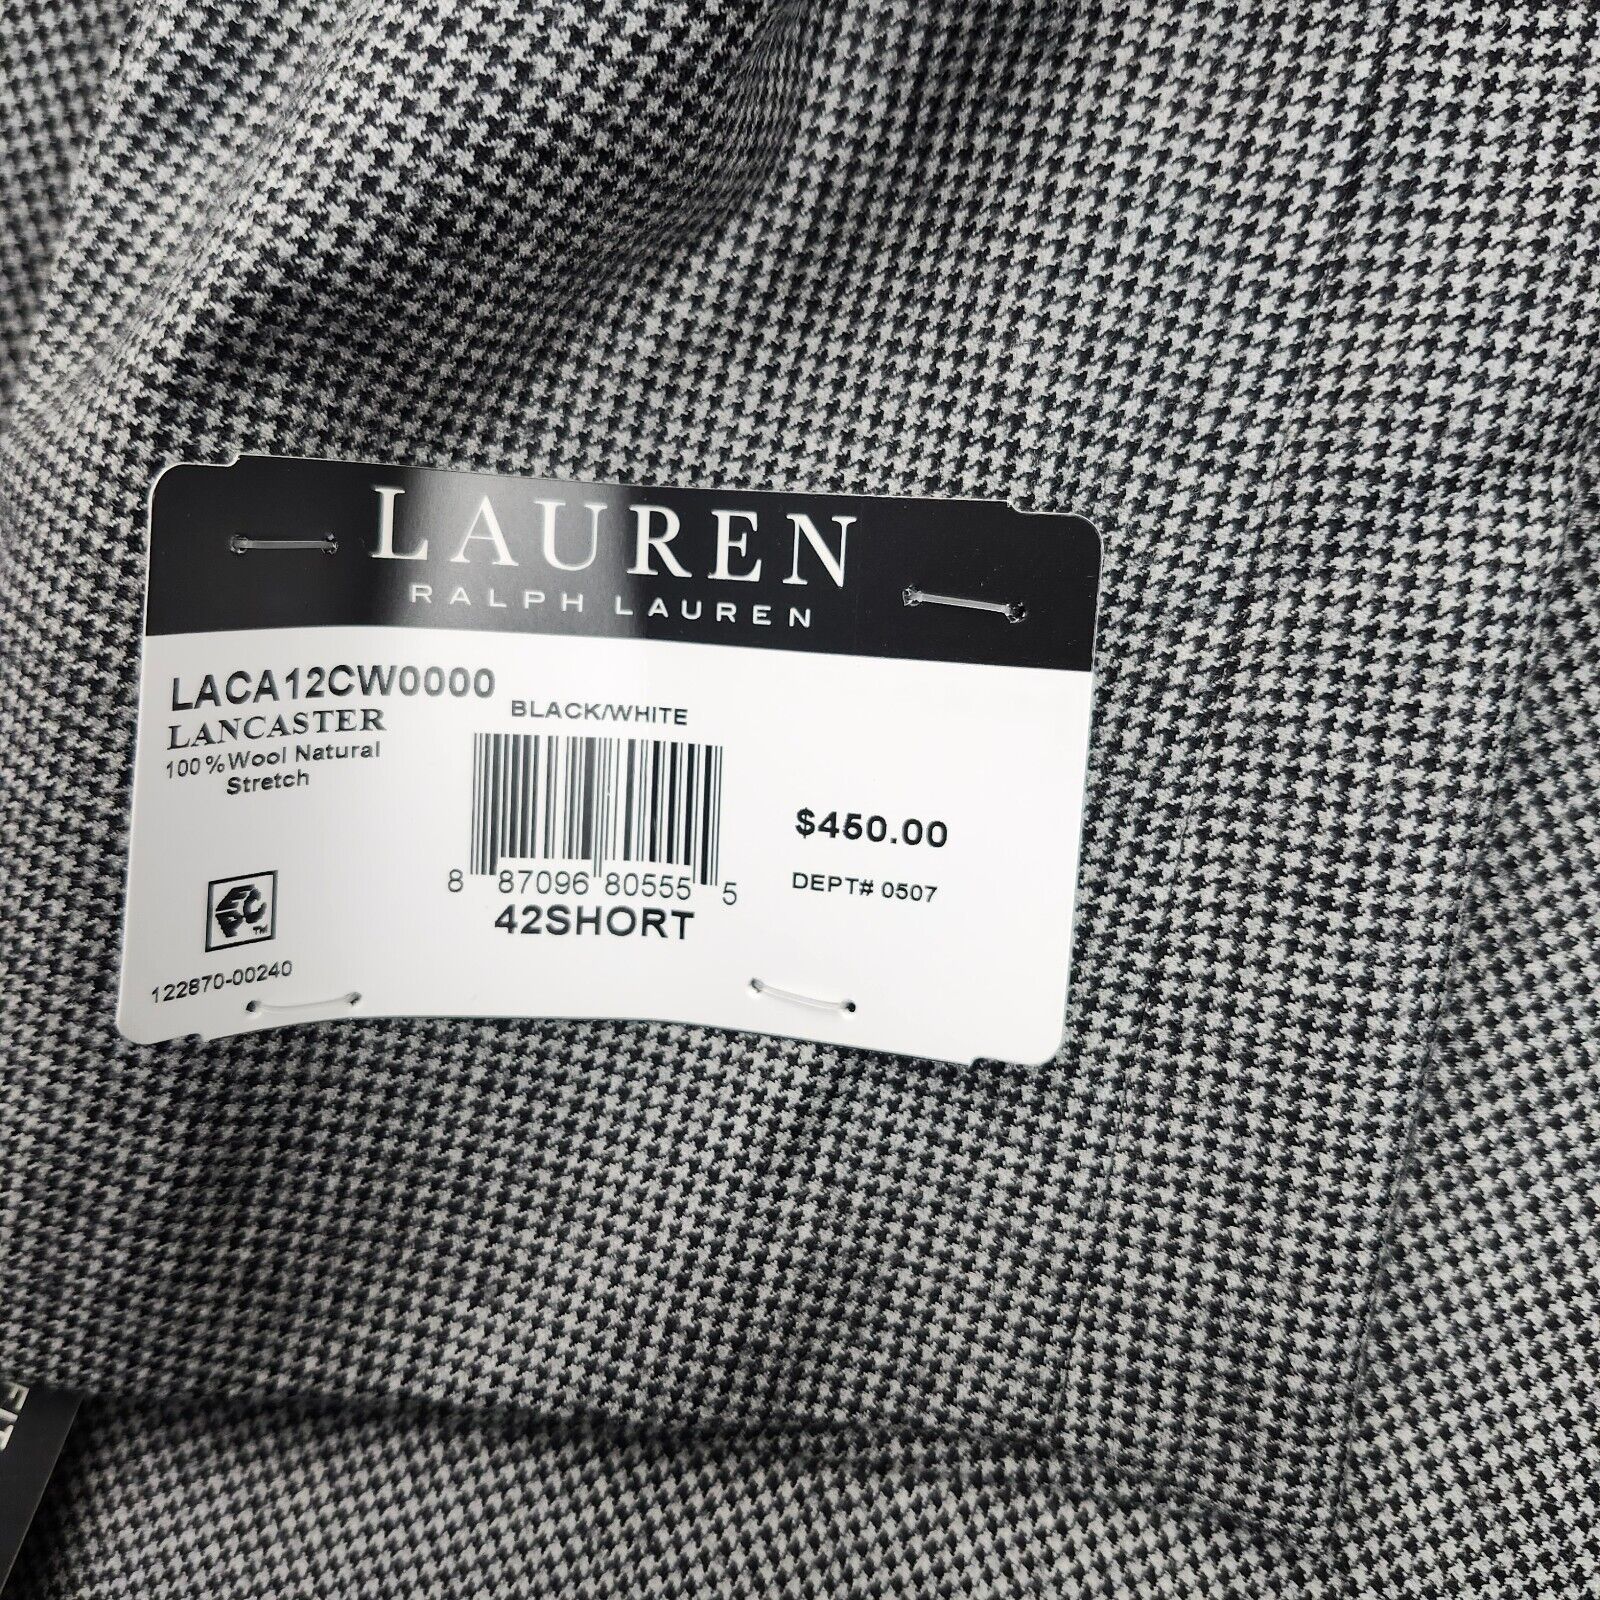 LAUREN
RALPH LAUREN
LACA12CW0000
BLACK/WHITE
LANCASTER
100%Wool Natural
Stretch
$450.00
8 87096 80555 5
DEPT# 0507
42SHORT
TM
122870-00240